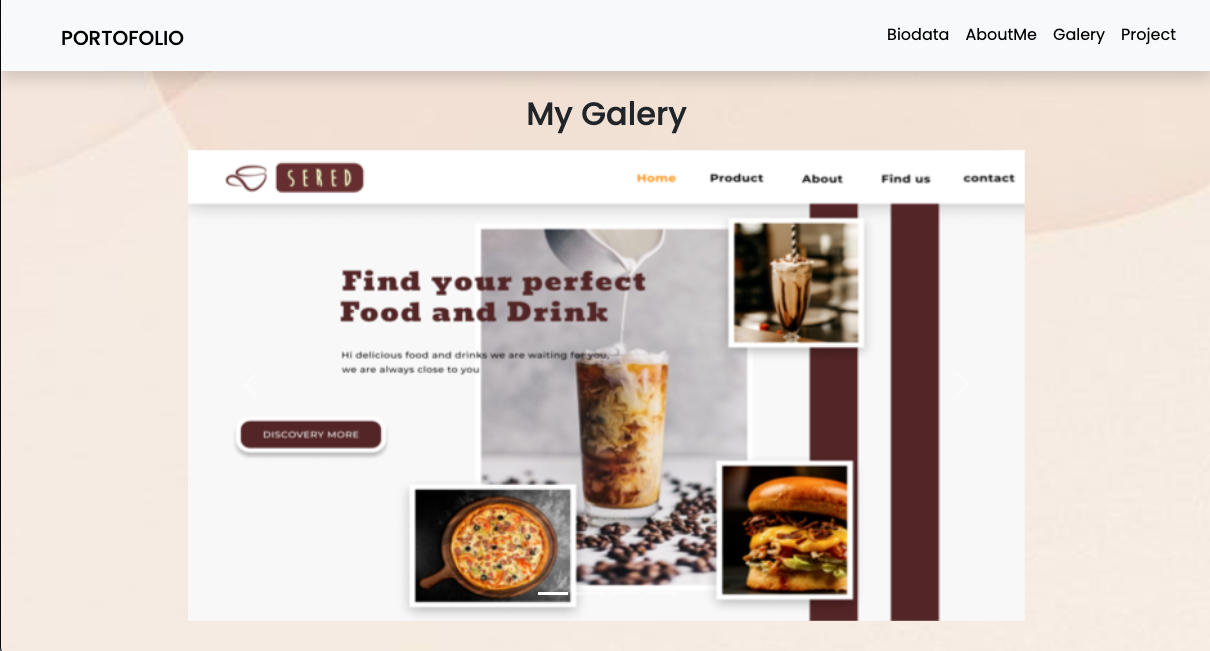 PORTOFOLIO
Biodata AboutMe Galery Project
My Galery
SERED
Home Product About Find us contact
Find your perfect
Food and Drink
Hi delicious food and drinks we are waiting for you,
we are always close to you
DISCOVERY MORE